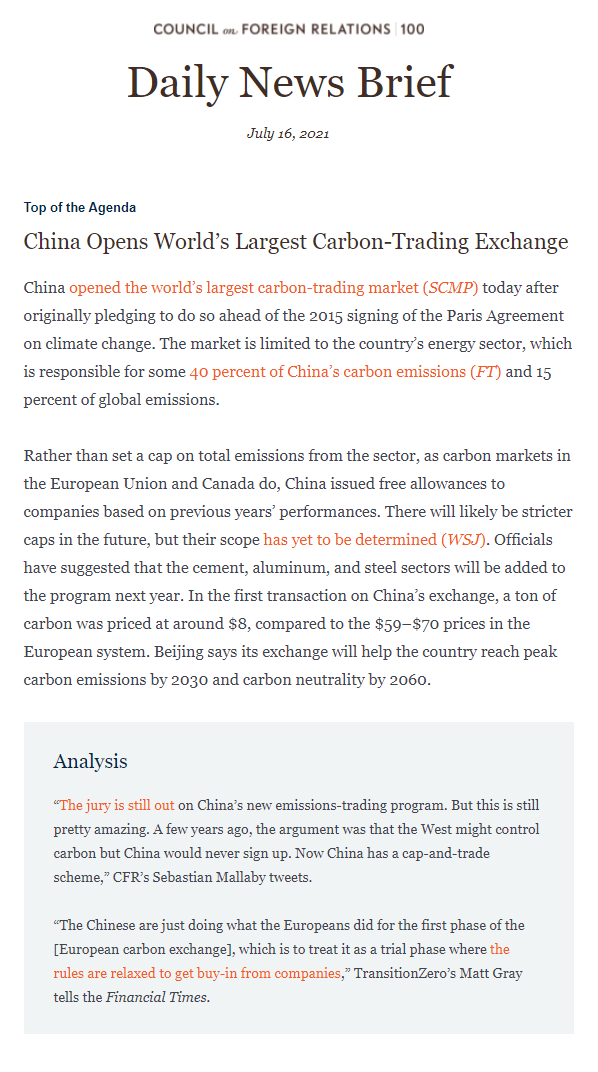 COUNCIL on FOREIGN RELATIONS | 100
Daily News Brief
July 16, 2021
Top of the Agenda
China Opens World’s Largest Carbon-Trading Exchange
China opened the world’s largest carbon-trading market (SCMP) today after
originally pledging to do so ahead of the 2015 signing of the Paris Agreement
on climate change. The market is limited to the country’s energy sector, which
is responsible for some 40 percent of China’s carbon emissions (FT) and 15
percent of global emissions.
Rather than set a cap on total emissions from the sector, as carbon markets in
the European Union and Canada do, China issued free allowances to
companies based on previous years’ performances. There will likely be stricter
caps in the future, but their scope has yet to be determined (WSJ). Officials
have suggested that the cement, aluminum, and steel sectors will be added to
the program next year. In the first transaction on China’s exchange, a ton of
carbon was priced at around $8, compared to the $59–$70 prices in the
European system. Beijing says its exchange will help the country reach peak
carbon emissions by 2030 and carbon neutrality by 2060.
Analysis
“The jury is still out on China’s new emissions-trading program. But this is still
pretty amazing. A few years ago, the argument was that the West might control
carbon but China would never sign up. Now China has a cap-and-trade
scheme,” CFR’s Sebastian Mallaby tweets.
“The Chinese are just doing what the Europeans did for the first phase of the
[European carbon exchange], which is to treat it as a trial phase where the
rules are relaxed to get buy-in from companies,” TransitionZero’s Matt Gray
tells the Financial Times.